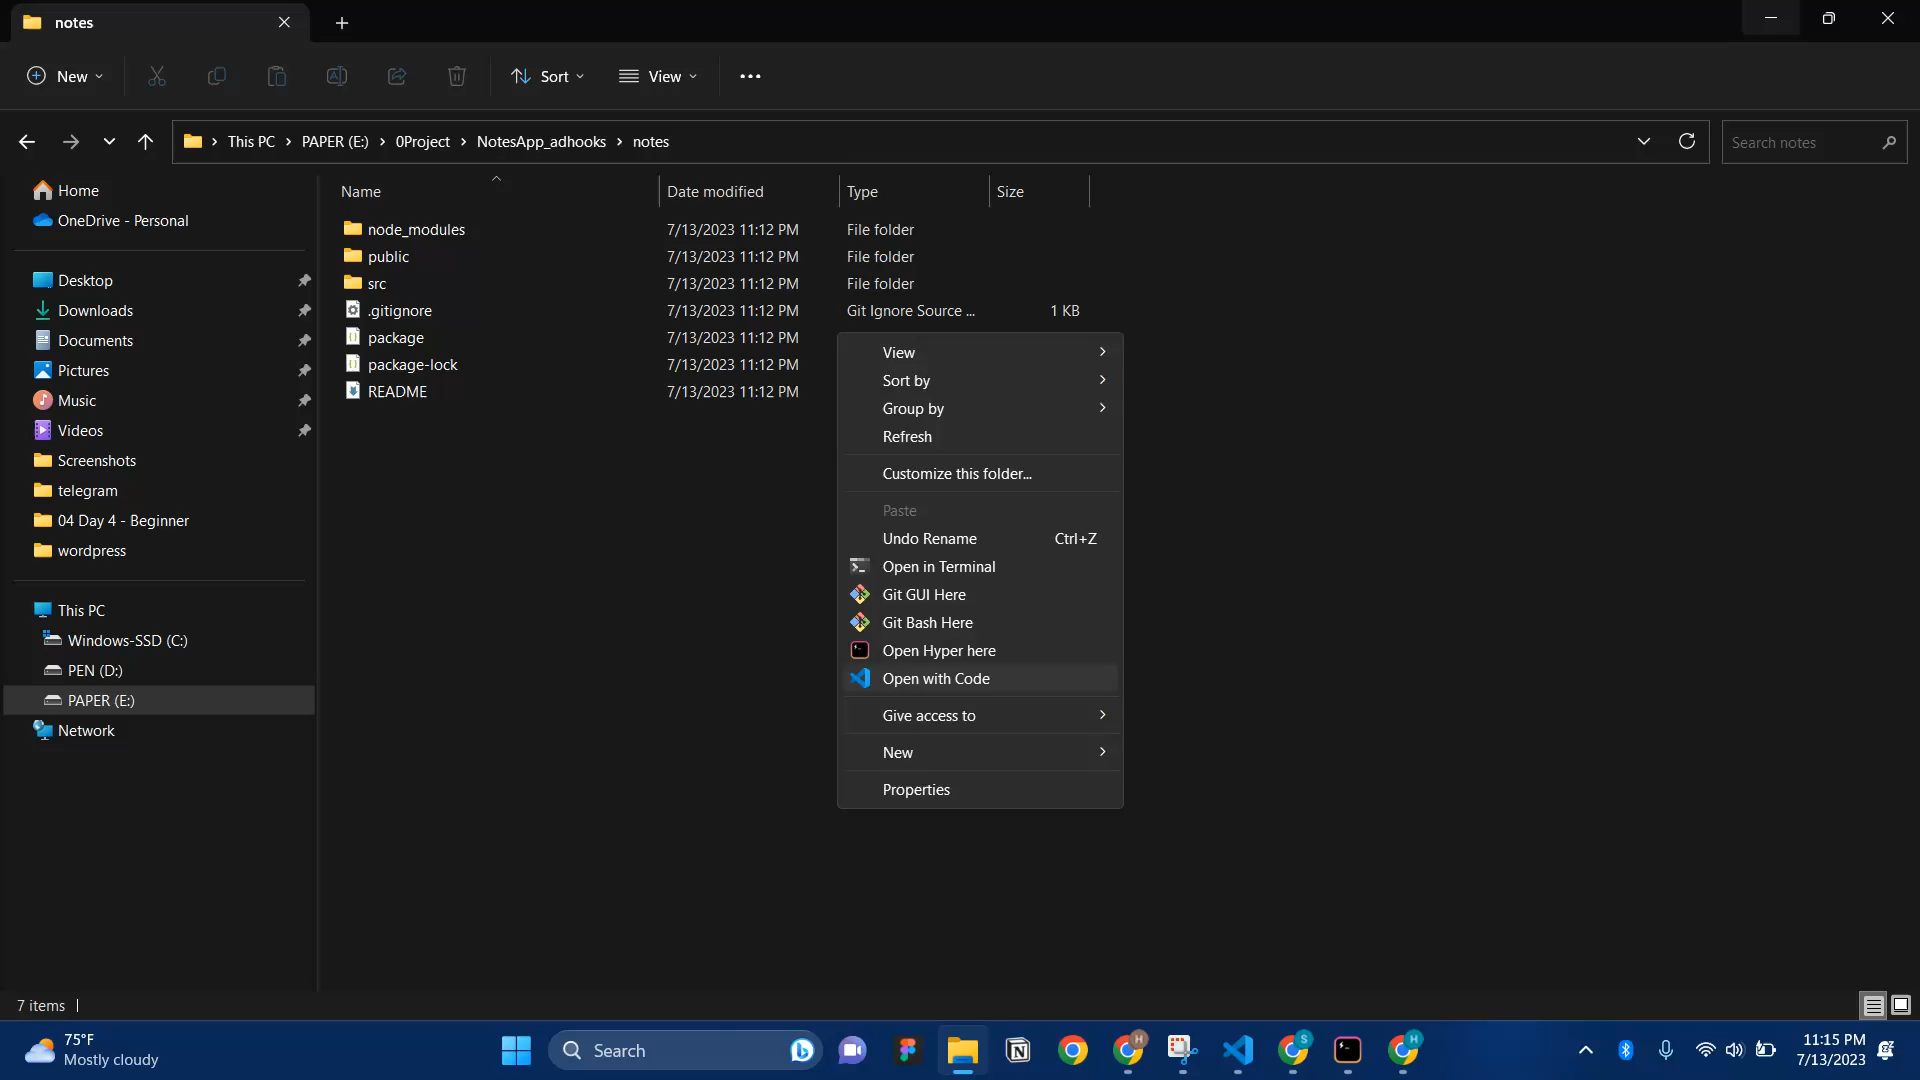 notes
New
Sort
View
This PC
PAPER (E:)
0Project
NotesApp_adhooks
notes
Search notes
Name
Date modified
Type
Size
Home
OneDrive - Personal
Desktop
Downloads
Documents
Pictures
Music
Videos
Screenshots
telegram
04 Day 4 - Beginner
wordpress
This PC
Windows-SSD (C:)
PEN (D:)
PAPER (E:)
Network
node_modules 7/13/2023 11:12 PM File folder
public 7/13/2023 11:12 PM File folder
src 7/13/2023 11:12 PM File folder
.gitignore 7/13/2023 11:12 PM Git Ignore Source ... 1 KB
package 7/13/2023 11:12 PM
package-lock 7/13/2023 11:12 PM
README 7/13/2023 11:12 PM
View
Sort by
Group by
Refresh
Customize this folder...
Paste
Undo Rename Ctrl+Z
Open in Terminal
Git GUI Here
Git Bash Here
Open Hyper here
Open with Code
Give access to
New
Properties
7 items
75°F
Mostly cloudy
Search
H
S
H
11:15 PM
7/13/2023